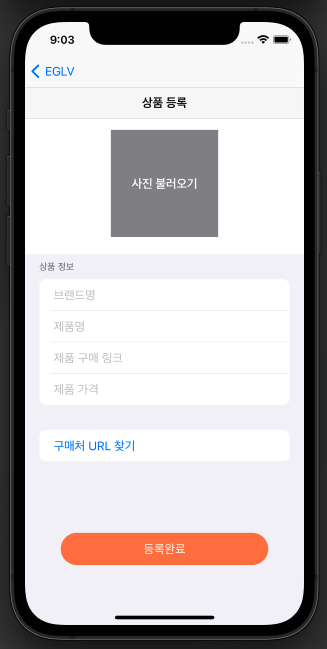 9:03
EGLV
상품 등록
사진 불러오기
상품 정보
브랜드명
제품명
제품 구매 링크
제품 가격
구매처 URL 찾기
등록완료